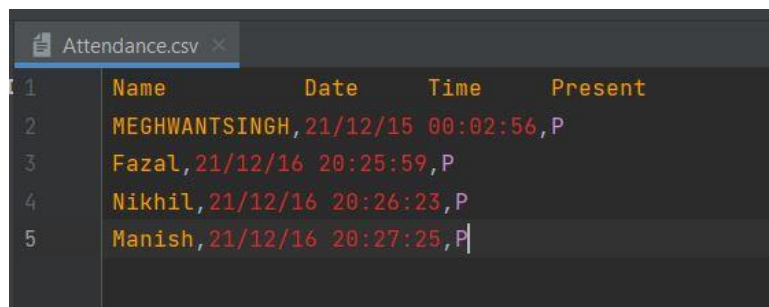 Attendance.csv
1 Name Date Time Present
2 MEGHWANTSINGH,21/12/15 00:02:56,P
3 Fazal,21/12/16 20:25:59,P
4 Nikhil,21/12/16 20:26:23,P
5 Manish,21/12/16 20:27:25,P